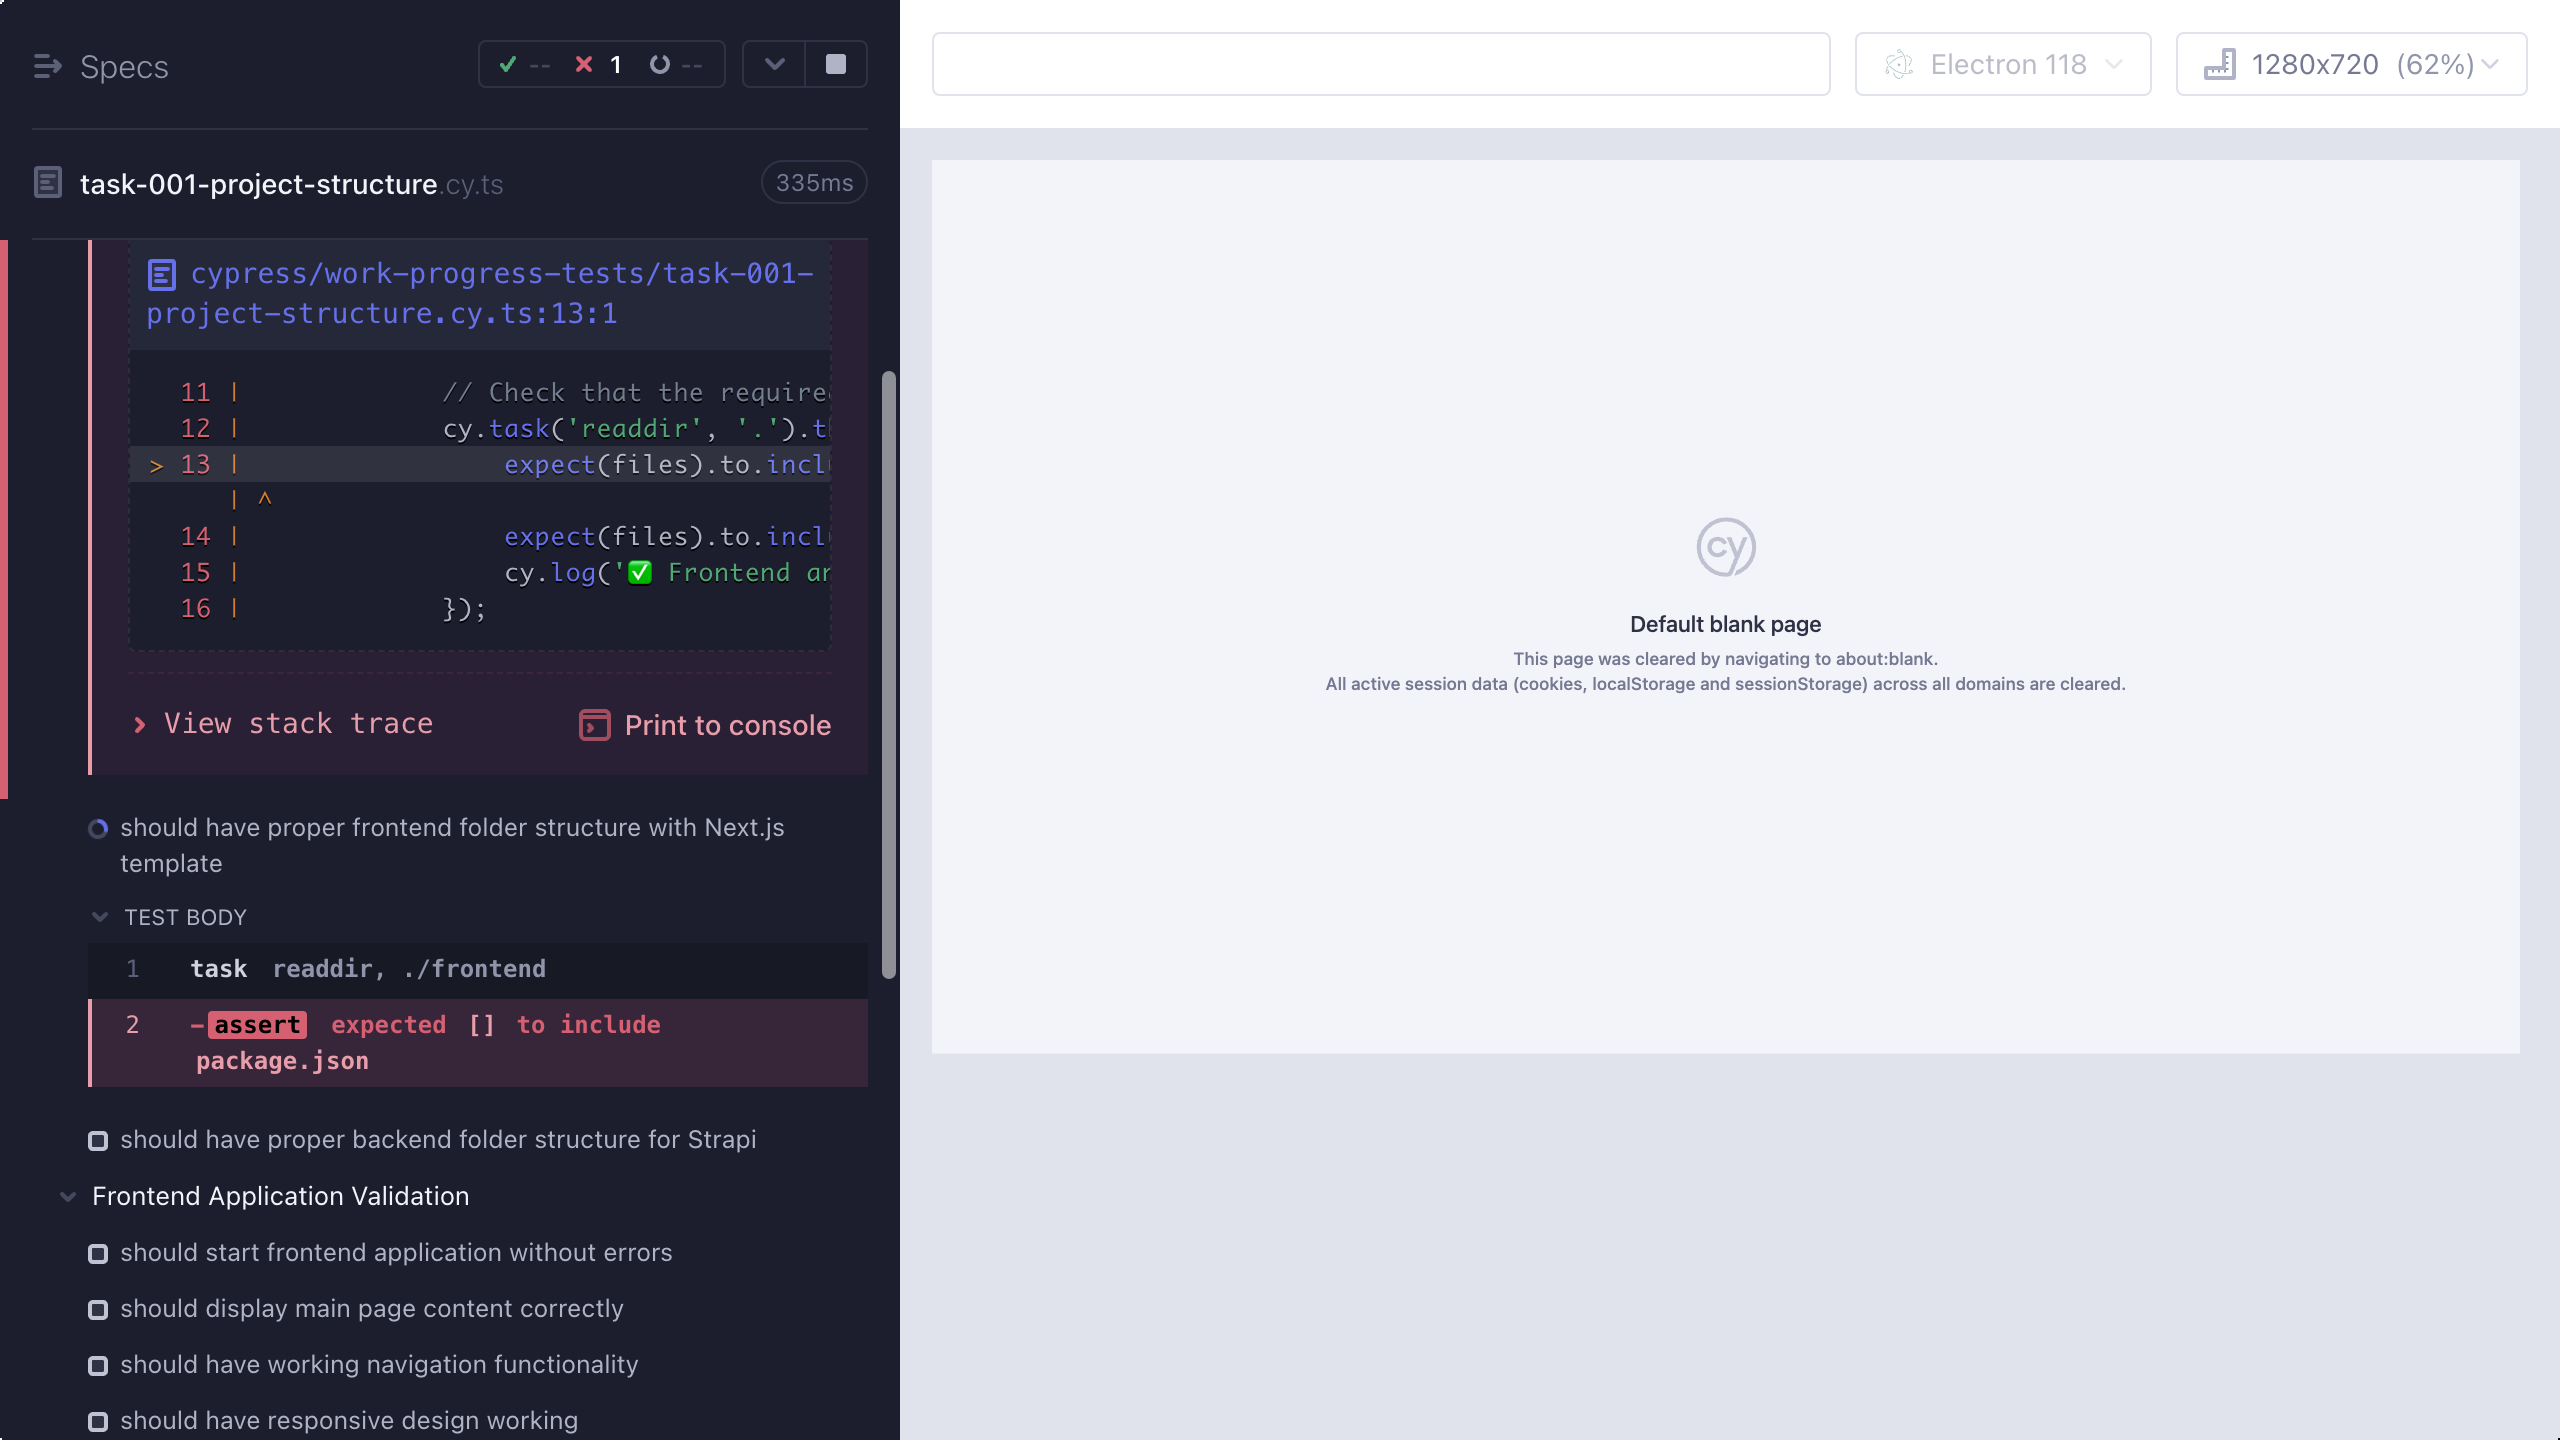 Specs
-- 1 --
task-001-project-structure.cy.ts
335ms
cypress/work-progress-tests/task-001-
project-structure.cy.ts:13:1
11 | // Check that the require
12 | cy.task('readdir', '.').t
> 13 | expect(files).to.incl
| ^
14 | expect(files).to.incl
15 | cy.log('✅ Frontend ar
16 | });
View stack trace
Print to console
should have proper frontend folder structure with Next.js
template
TEST BODY
1 task readdir, ./frontend
2 -assert expected [] to include
package.json
should have proper backend folder structure for Strapi
Frontend Application Validation
should start frontend application without errors
should display main page content correctly
should have working navigation functionality
should have responsive design working
Electron 118
1280x720 (62%)
cy
Default blank page
This page was cleared by navigating to about:blank.
All active session data (cookies, localStorage and sessionStorage) across all domains are cleared.